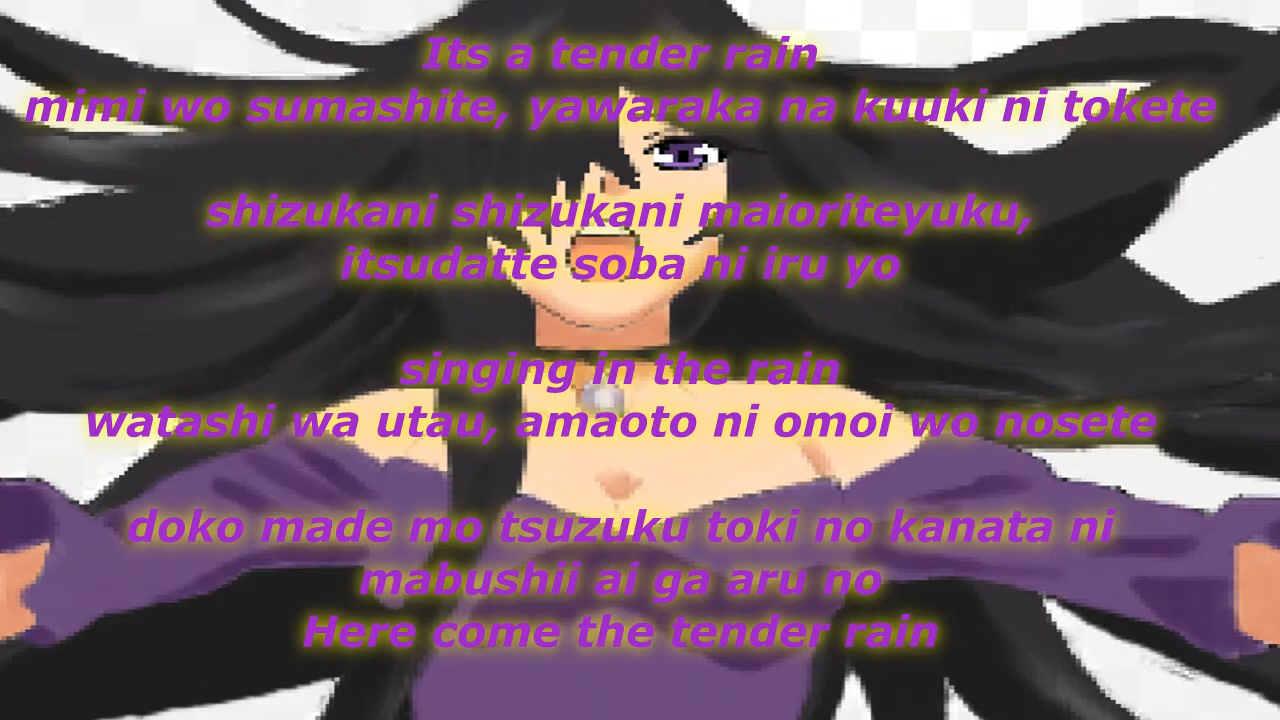 Its a tender rain
mimi wo sumashite, yawaraka na kuuki ni tokete
shizukani shizukani maioriteyuku,
itsudatte soba ni iru yo
singing in the rain
watashi wa utau, amaoto ni omoi wo nosete
doko made mo tsuzuku toki no kanata ni
mabushii ai ga aru no
Here come the tender rain